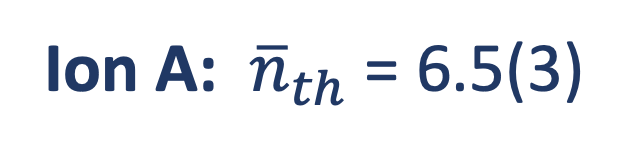 Ion A: n̄th = 6.5(3)